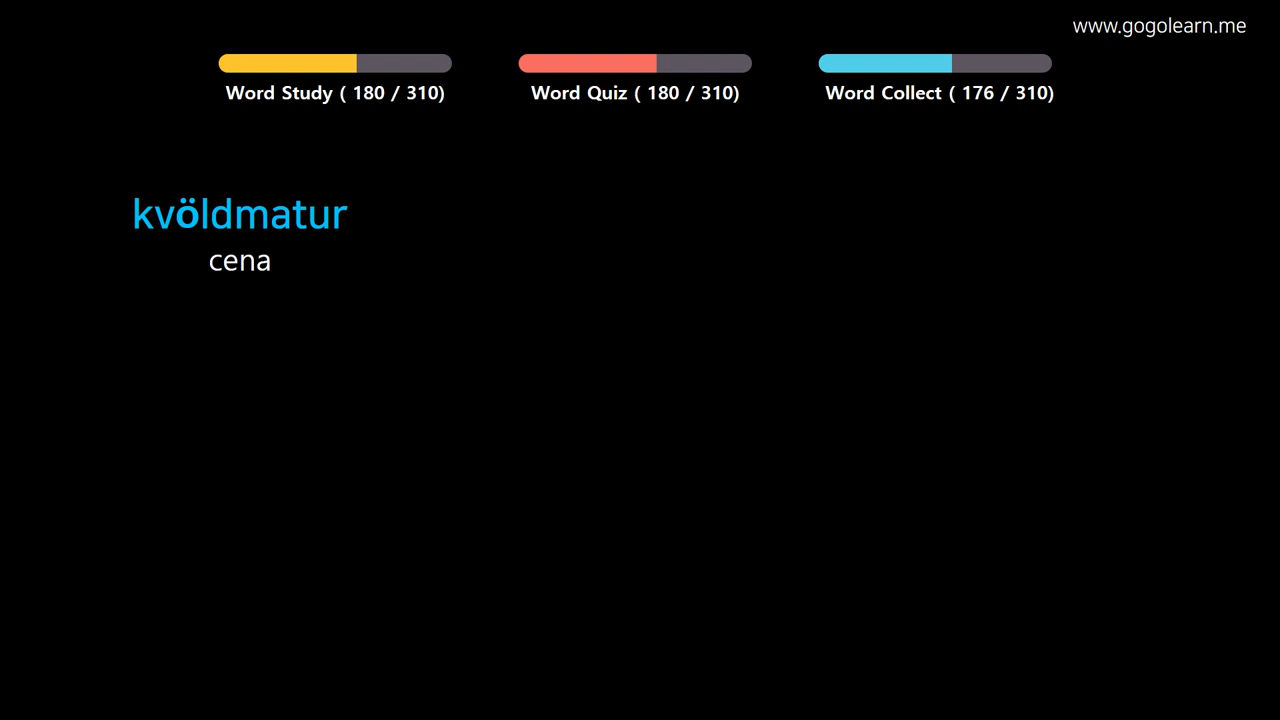 www.gogolearn.me
Word Study ( 180 / 310)
Word Quiz ( 180 / 310)
Word Collect ( 176 / 310)
kvöldmatur
cena